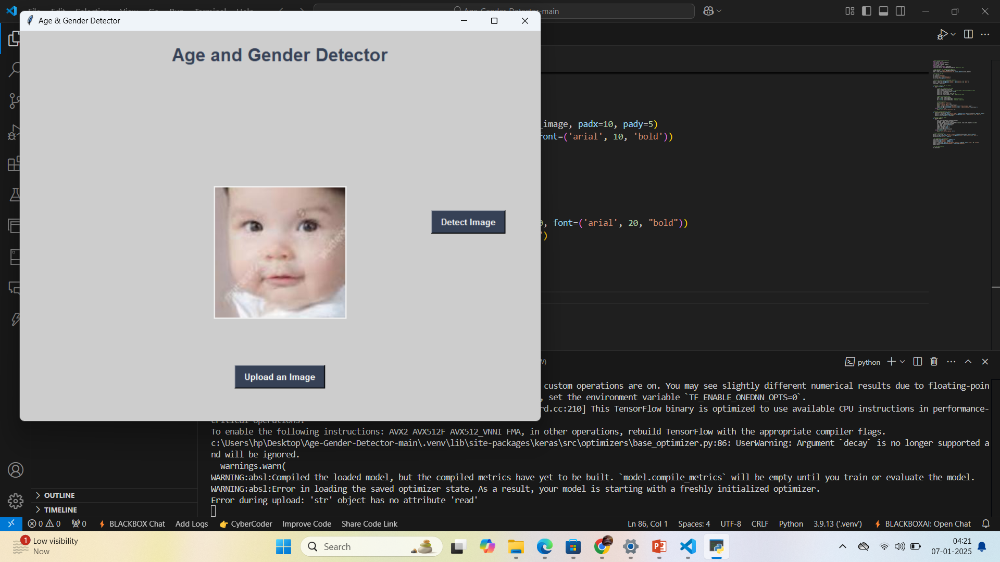 Age & Gender Detector
Age and Gender Detector
Detect Image
Upload an Image
_image, padx=10, pady=5)
font=('arial', 10, 'bold'))
, font=('arial', 20, "bold"))
')
python
custom operations are on. You may see slightly different numerical results due to floating-poin
, set the environment variable `TF_ENABLE_ONEDNN_OPTS=0`.
rd.cc:210] This TensorFlow binary is optimized to use available CPU instructions in performance-
critical operations.
To enable the following instructions: AVX2 AVX512F AVX512_VNNI FMA, in other operations, rebuild TensorFlow with the appropriate compiler flags.
c:\Users\hp\Desktop\Age-Gender-Detector-main\.venv\lib\site-packages\keras\src\optimizers\base_optimizer.py:86: UserWarning: Argument `decay` is no longer supported a
nd will be ignored.
warnings.warn(
WARNING:absl:Compiled the loaded model, but the compiled metrics have yet to be built. `model.compile_metrics` will be empty until you train or evaluate the model.
WARNING:absl:Error in loading the saved optimizer state. As a result, your model is starting with a freshly initialized optimizer.
Error during upload: 'str' object has no attribute 'read'
OUTLINE
TIMELINE
0 0 0 BLACKBOX Chat Add Logs CyberCoder Improve Code Share Code Link Ln 86, Col 1 Spaces: 4 UTF-8 CRLF Python 3.9.13 ('.venv') BLACKBOXAI: Open Chat
1
Low visibility
Now
Search
04:21
07-01-2025